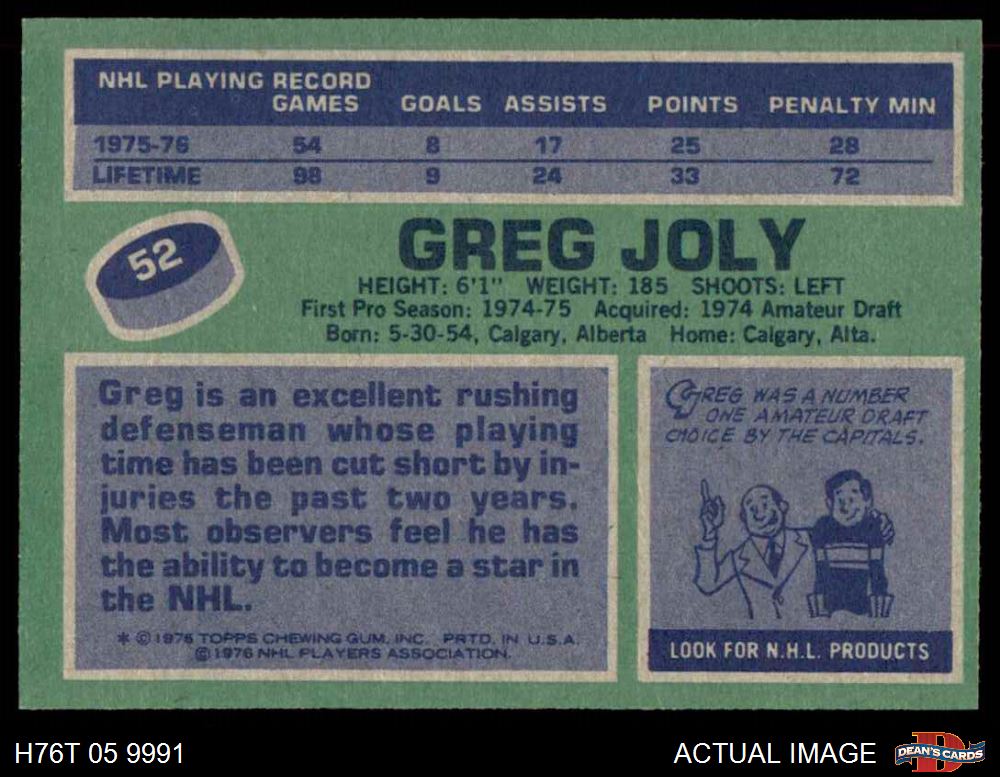 NHL PLAYING RECORD
GAMES GOALS ASSISTS POINTS PENALTY MIN
1975-76 54 8 17 25 28
LIFETIME 98 9 24 33 72
52
GREG JOLY
HEIGHT: 6'1" WEIGHT: 185 SHOOTS: LEFT
First Pro Season: 1974-75 Acquired: 1974 Amateur Draft
Born: 5-30-54, Calgary, Alberta Home: Calgary, Alta.
Greg is an excellent rushing
defenseman whose playing
time has been cut short by in-
juries the past two years.
Most observers feel he has
the ability to become a star in
the NHL.
* © 1976 TOPPS CHEWING GUM, INC. PRTD. IN U.S.A.
© 1976 NHL PLAYERS ASSOCIATION.
GREG WAS A NUMBER
ONE AMATEUR DRAFT
CHOICE BY THE CAPITALS.
LOOK FOR N.H.L. PRODUCTS
H76T 05 9991
ACTUAL IMAGE
D
DEAN'S CARDS